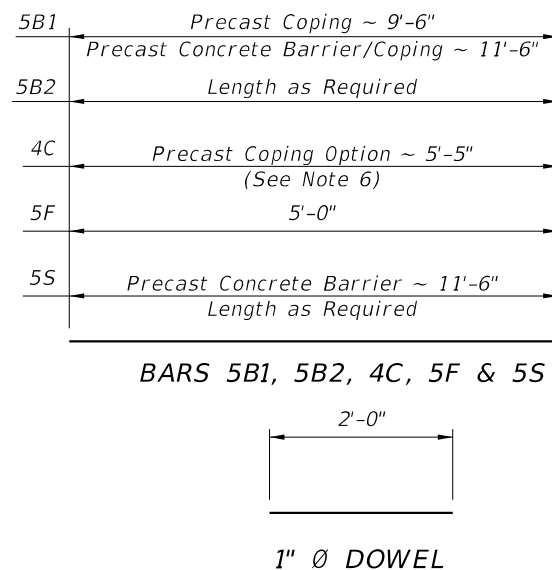 5B1 Precast Coping ~ 9'-6"
Precast Concrete Barrier/Coping ~ 11'-6"
5B2 Length as Required
4C Precast Coping Option ~ 5'-5"
(See Note 6)
5F 5'-0"
5S Precast Concrete Barrier ~ 11'-6"
Length as Required
BARS 5B1, 5B2, 4C, 5F & 5S
2'-0"
1" Ø DOWEL